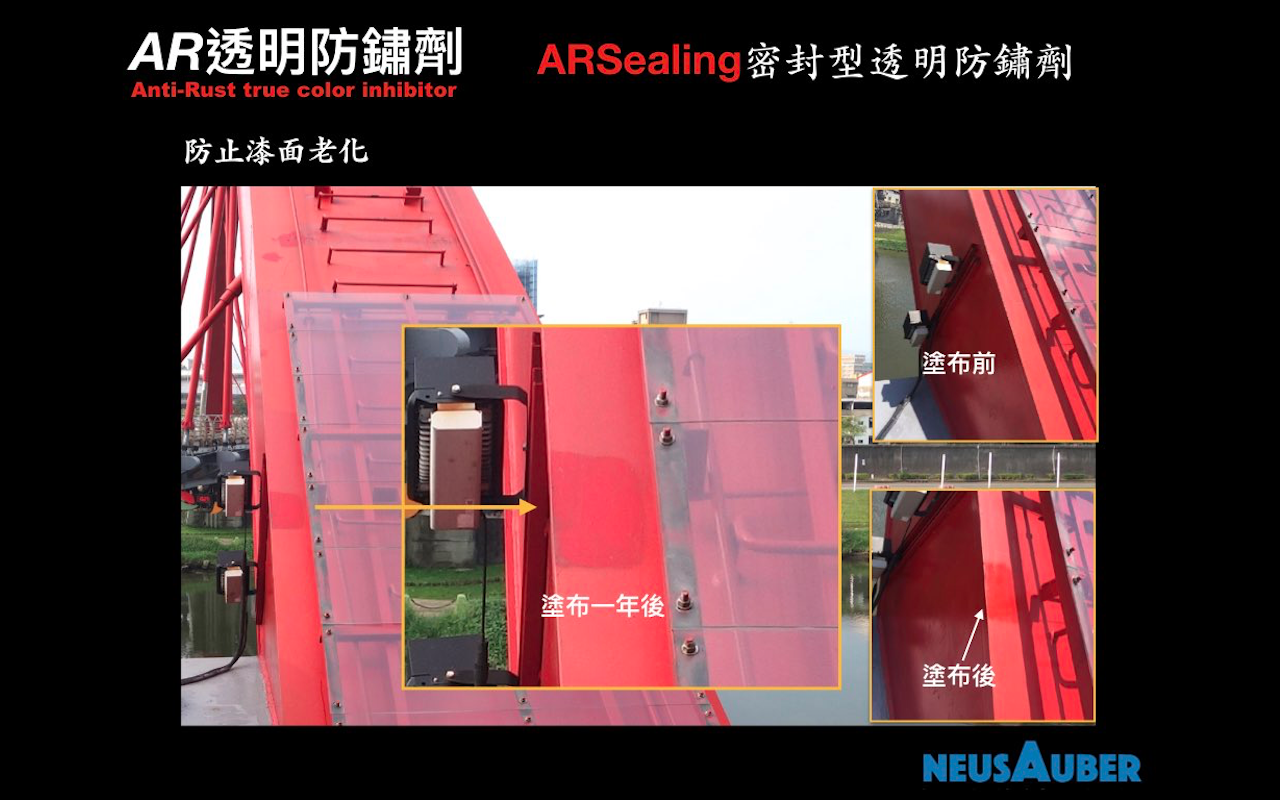 AR透明防鏽劑
Anti-Rust true color inhibitor
ARSealing密封型透明防鏽劑
防止漆面老化
塗布前
塗布一年後
塗布後
NEUSAUBER